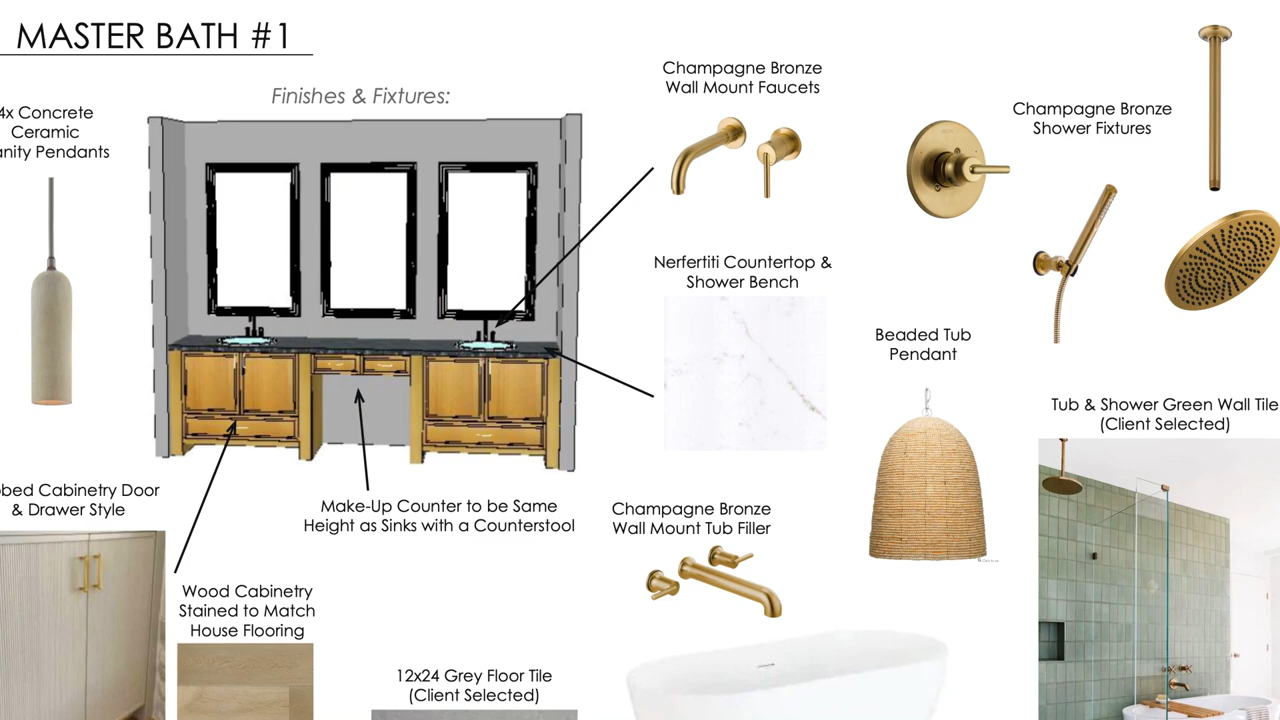 MASTER BATH #1
Finishes & Fixtures:
4x Concrete
Ceramic
anity Pendants
Champagne Bronze
Wall Mount Faucets
Champagne Bronze
Shower Fixtures
Nerfertiti Countertop &
Shower Bench
Beaded Tub
Pendant
Tub & Shower Green Wall Tile
(Client Selected)
bed Cabinetry Door
& Drawer Style
Make-Up Counter to be Same
Height as Sinks with a Counterstool
Champagne Bronze
Wall Mount Tub Filler
Wood Cabinetry
Stained to Match
House Flooring
12x24 Grey Floor Tile
(Client Selected)